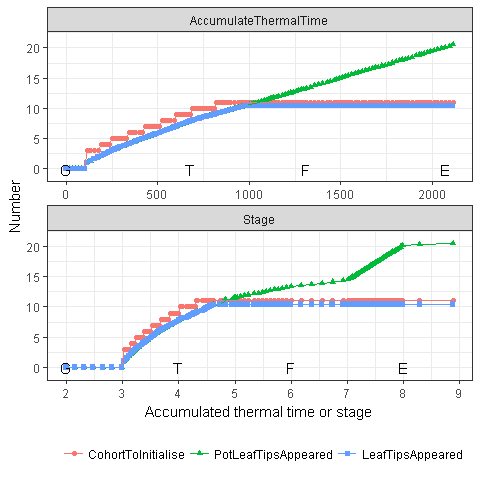 AccumulateThermalTime
20
15
10
5
0
G T F E
0 500 1000 1500 2000
Number
Stage
20
15
10
5
0
G T F E
2 3 4 5 6 7 8 9
Accumulated thermal time or stage
CohortToInitialise PotLeafTipsAppeared LeafTipsAppeared